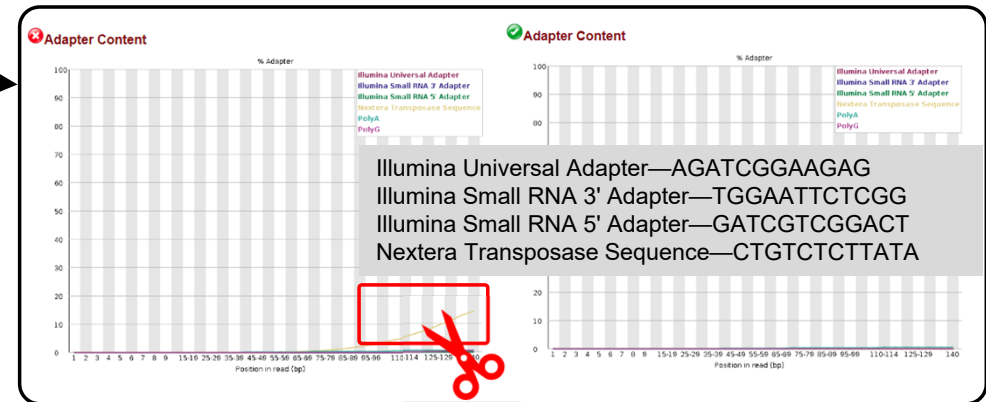 Adapter Content
% Adapter
Illumina Universal Adapter
Illumina Small RNA 3' Adapter
Illumina Small RNA 5' Adapter
Nextera Transposase Sequence
PolyA
PolyG
100
90
80
70
60
50
40
30
20
10
0
1 2 3 4 5 6 7 8 9 15-19 25-29 35-39 45-49 55-59 65-69 75-79 85-89 95-99 110-114 125-129
Position in read (bp)
Adapter Content
% Adapter
Illumina Universal Adapter
Illumina Small RNA 3' Adapter
Illumina Small RNA 5' Adapter
Nextera Transposase Sequence
PolyA
PolyG
100
90
80
20
10
0
1 2 3 4 5 6 7 8 9 15-19 25-29 35-39 45-49 55-59 65-69 75-79 85-89 95-99 110-114 125-129 140
Position in read (bp)
Illumina Universal Adapter—AGATCGGAAGAG
Illumina Small RNA 3' Adapter—TGGAATTCTCGG
Illumina Small RNA 5' Adapter—GATCGTCGGACT
Nextera Transposase Sequence—CTGTCTCTTATA